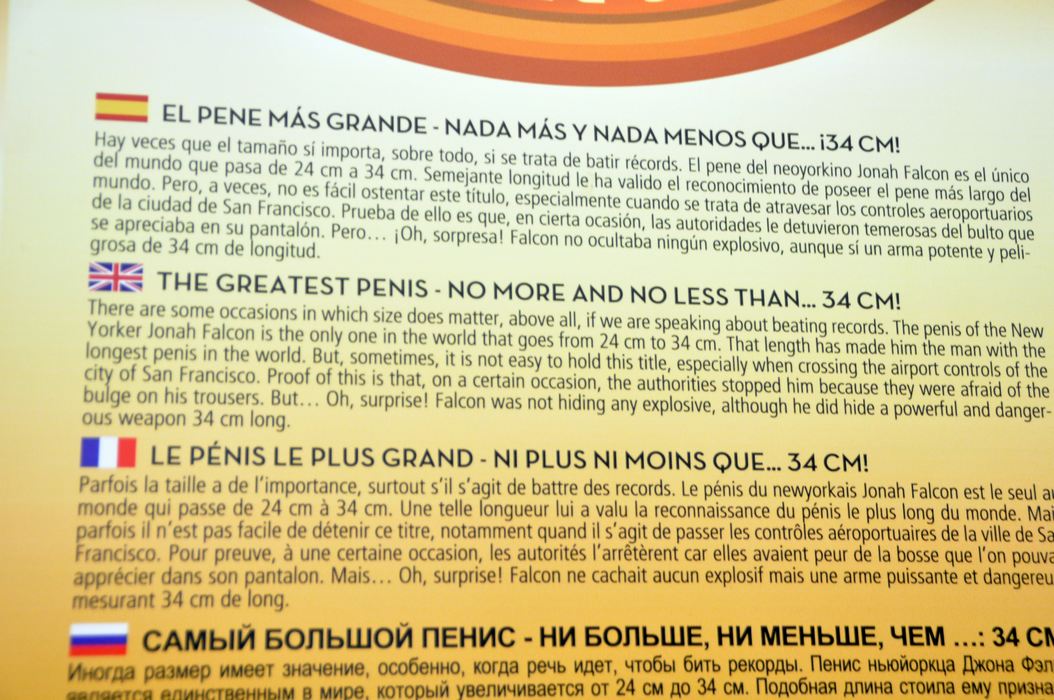 EL PENE MÁS GRANDE - NADA MÁS Y NADA MENOS QUE... ¡34 CM!
Hay veces que el tamaño sí importa, sobre todo, si se trata de batir récords. El pene del neoyorkino Jonah Falcon es el único
del mundo que pasa de 24 cm a 34 cm. Semejante longitud le ha valido el reconocimiento de poseer el pene más largo del
mundo. Pero, a veces, no es fácil ostentar este título, especialmente cuando se trata de atravesar los controles aeroportuarios
de la ciudad de San Francisco. Prueba de ello es que, en cierta ocasión, las autoridades le detuvieron temerosas del bulto que
se apreciaba en su pantalón. Pero... ¡Oh, sorpresa! Falcon no ocultaba ningún explosivo, aunque sí un arma potente y peli-
grosa de 34 cm de longitud.
THE GREATEST PENIS - NO MORE AND NO LESS THAN... 34 CM!
There are some occasions in which size does matter, above all, if we are speaking about beating records. The penis of the New
Yorker Jonah Falcon is the only one in the world that goes from 24 cm to 34 cm. That length has made him the man with the
longest penis in the world. But, sometimes, it is not easy to hold this title, especially when crossing the airport controls of the
city of San Francisco. Proof of this is that, on a certain occasion, the authorities stopped him because they were afraid of the
bulge on his trousers. But... Oh, surprise! Falcon was not hiding any explosive, although he did hide a powerful and danger-
ous weapon 34 cm long.
LE PÉNIS LE PLUS GRAND - NI PLUS NI MOINS QUE... 34 CM!
Parfois la taille a de l'importance, surtout s'il s'agit de battre des records. Le pénis du newyorkais Jonah Falcon est le seul au
monde qui passe de 24 cm à 34 cm. Une telle longueur lui a valu la reconnaissance du pénis le plus long du monde. Mai
parfois il n'est pas facile de détenir ce titre, notamment quand il s'agit de passer les contrôles aéroportuaires de la ville de Sa
Francisco. Pour preuve, à une certaine occasion, les autorités l'arrêtèrent car elles avaient peur de la bosse que l'on pouva
apprécier dans son pantalon. Mais... Oh, surprise! Falcon ne cachait aucun explosif mais une arme puissante et dangereu
mesurant 34 cm de long.
САМЫЙ БОЛЬШОЙ ПЕНИС - НИ БОЛЬШЕ, НИ МЕНЬШЕ, ЧЕМ ...: 34 СМ
Иногда размер имеет значение, особенно, когда речь идет, чтобы бить рекорды. Пенис ньюйоркца Джона Фэл
является единственным в мире, который увеличивается от 24 см до 34 см. Подобная длина стоила ему призна